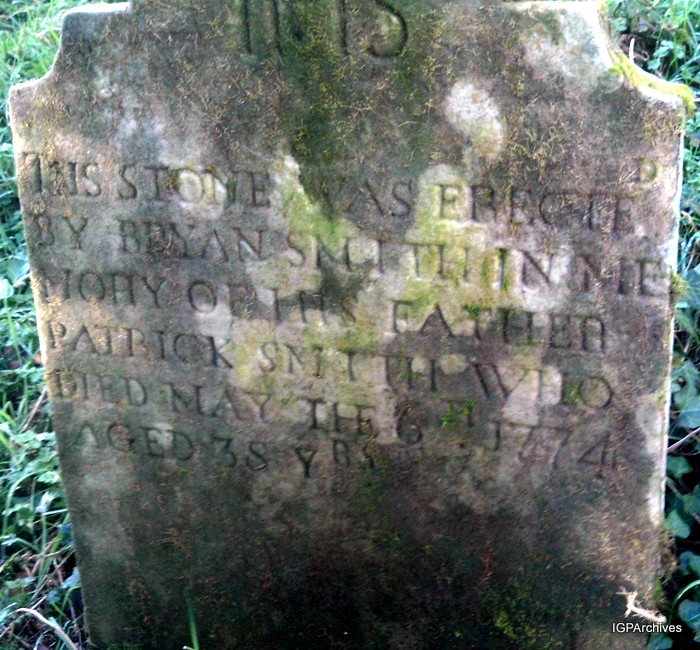 IHS
THIS STONE WAS ERECTED
BY BRYAN SMITH IN ME
MORY OF HIS FATHER
PATRICK SMITH WHO
DIED MAY THE 6TH 1774
AGED 38 YRS
IGPArchives